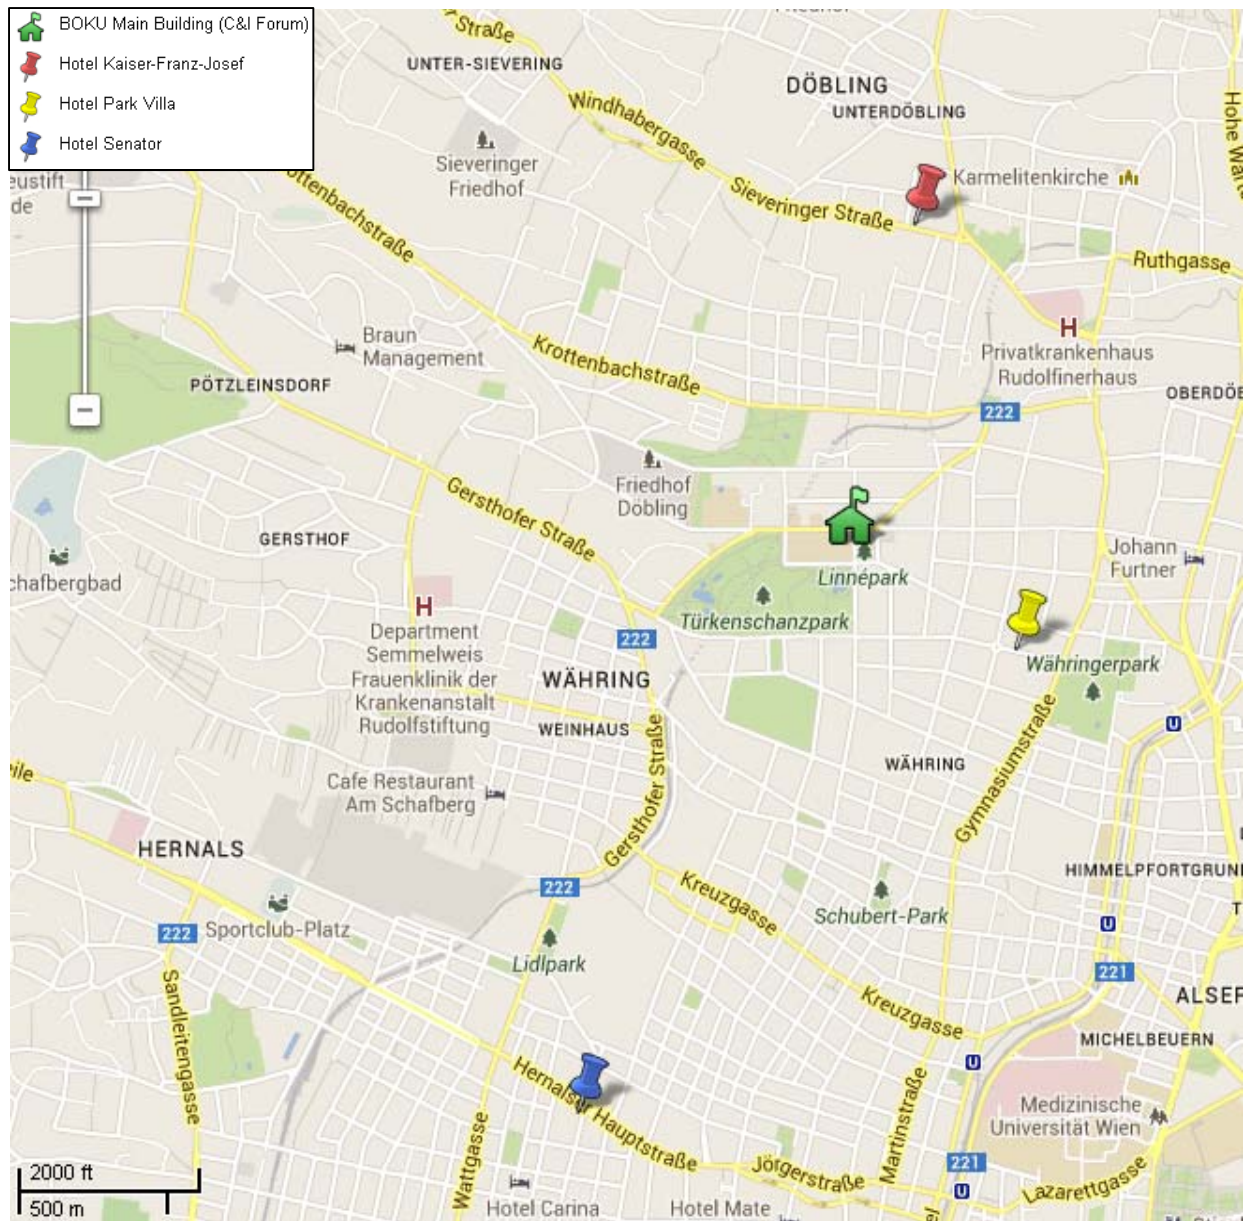 BOKU Main Building (C&I Forum)
Hotel Kaiser-Franz-Josef
Hotel Park Villa
Hotel Senator
Straße
UNTER-SIEVERING
DÖBLING
UNTERDÖBLING
Windhabergasse
Hohe
Sieveringer
Friedhof
Karmelitenkirche
Sieveringer Straße
Ruthgasse
Krottenbachstraße
Braun
Management
Privatkrankenhaus
Rudolfinerhaus
PÖTZLEINSDORF
222
Friedhof
Döbling
Gersthofer Straße
GERSTHOF
Johann
Furtner
Linnépark
Türkenschanzpark
222
Department
Semmelweis
Frauenklinik der
Krankenanstalt
Rudolfstiftung
Währingerpark
WÄHRING
WEINHAUS
U
WÄHRING
Gersthofer Straße
Gymnasiumstraße
Cafe Restaurant
Am Schafberg
HERNALS
222
Kreuzgasse
Schubert-Park
U
Sportclub-Platz
222
Lidlpark
221
Sandleitengasse
Kreuzgasse
MICHELBEUERN
U
Hernalser Hauptstraße
Martinstraße
Medizinische
Universität Wien
Wattgasse
Jörgerstraße
221
U
Lazarettgasse
2000 ft
500 m
Hotel Carina
Hotel Mate